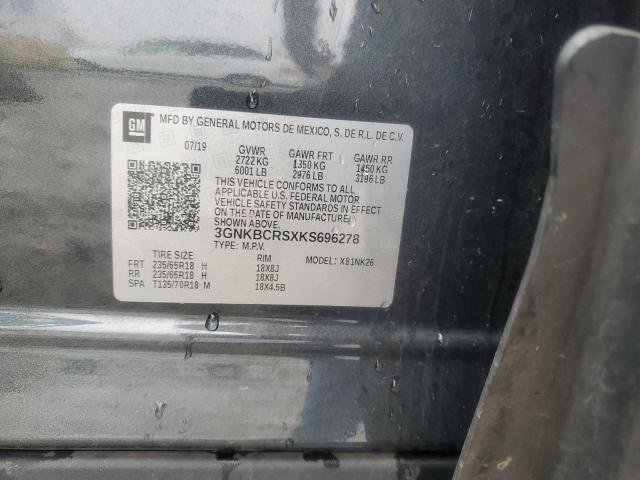 GM
MFD BY GENERAL MOTORS DE MEXICO, S. DE R.L. DE C.V.
07/19 GVWR GAWR FRT GAWR RR
2722 KG 1350 KG 1450 KG
6001 LB 2976 LB 3196 LB
THIS VEHICLE CONFORMS TO ALL
APPLICABLE U.S. FEDERAL MOTOR
VEHICLE SAFETY STANDARDS IN EFFECT
ON THE DATE OF MANUFACTURE
SHOWN ABOVE.
3GNKBCRSXKS696278
TYPE: M.P.V. MODEL: X81NK26
TIRE SIZE RIM
FRT 235/65R18 H 18X8J
RR 235/65R18 H 18X8J
SPA T135/70R18 M 18X4.5B